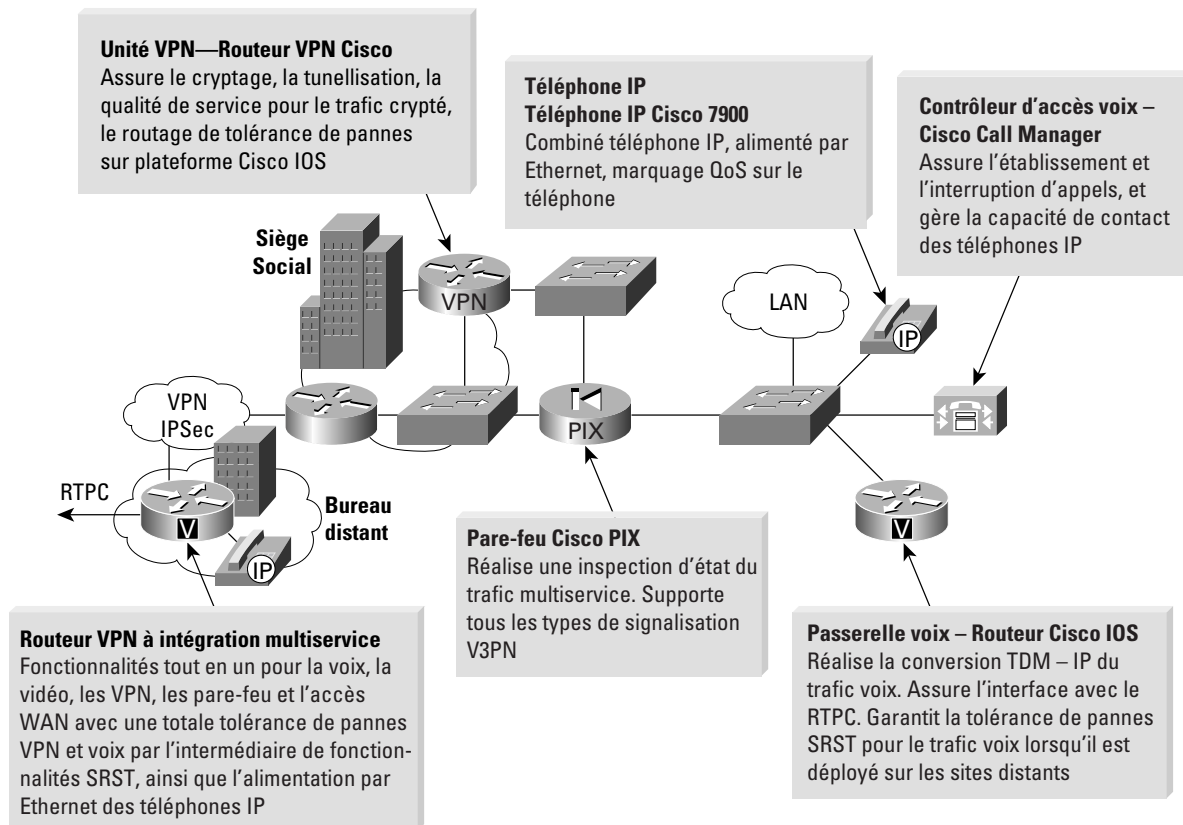 Unité VPN—Routeur VPN Cisco
Assure le cryptage, la tunellisation, la
qualité de service pour le trafic crypté,
le routage de tolérance de pannes
sur plateforme Cisco IOS
Téléphone IP
Téléphone IP Cisco 7900
Combiné téléphone IP, alimenté par
Ethernet, marquage QoS sur le
téléphone
Contrôleur d'accès voix –
Cisco Call Manager
Assure l'établissement et
l'interruption d'appels, et
gère la capacité de contact
des téléphones IP
Siège
Social
VPN
LAN
IP
VPN
IPSec
PIX
RTPC
V
IP
Bureau
distant
V
Pare-feu Cisco PIX
Réalise une inspection d'état du
trafic multiservice. Supporte
tous les types de signalisation
V3PN
Routeur VPN à intégration multiservice
Fonctionnalités tout en un pour la voix, la
vidéo, les VPN, les pare-feu et l'accès
WAN avec une totale tolérance de pannes
VPN et voix par l'intermédiaire de fonction-
nalités SRST, ainsi que l'alimentation par
Ethernet des téléphones IP
Passerelle voix – Routeur Cisco IOS
Réalise la conversion TDM – IP du
trafic voix. Assure l'interface avec le
RTPC. Garantit la tolérance de pannes
SRST pour le trafic voix lorsqu'il est
déployé sur les sites distants